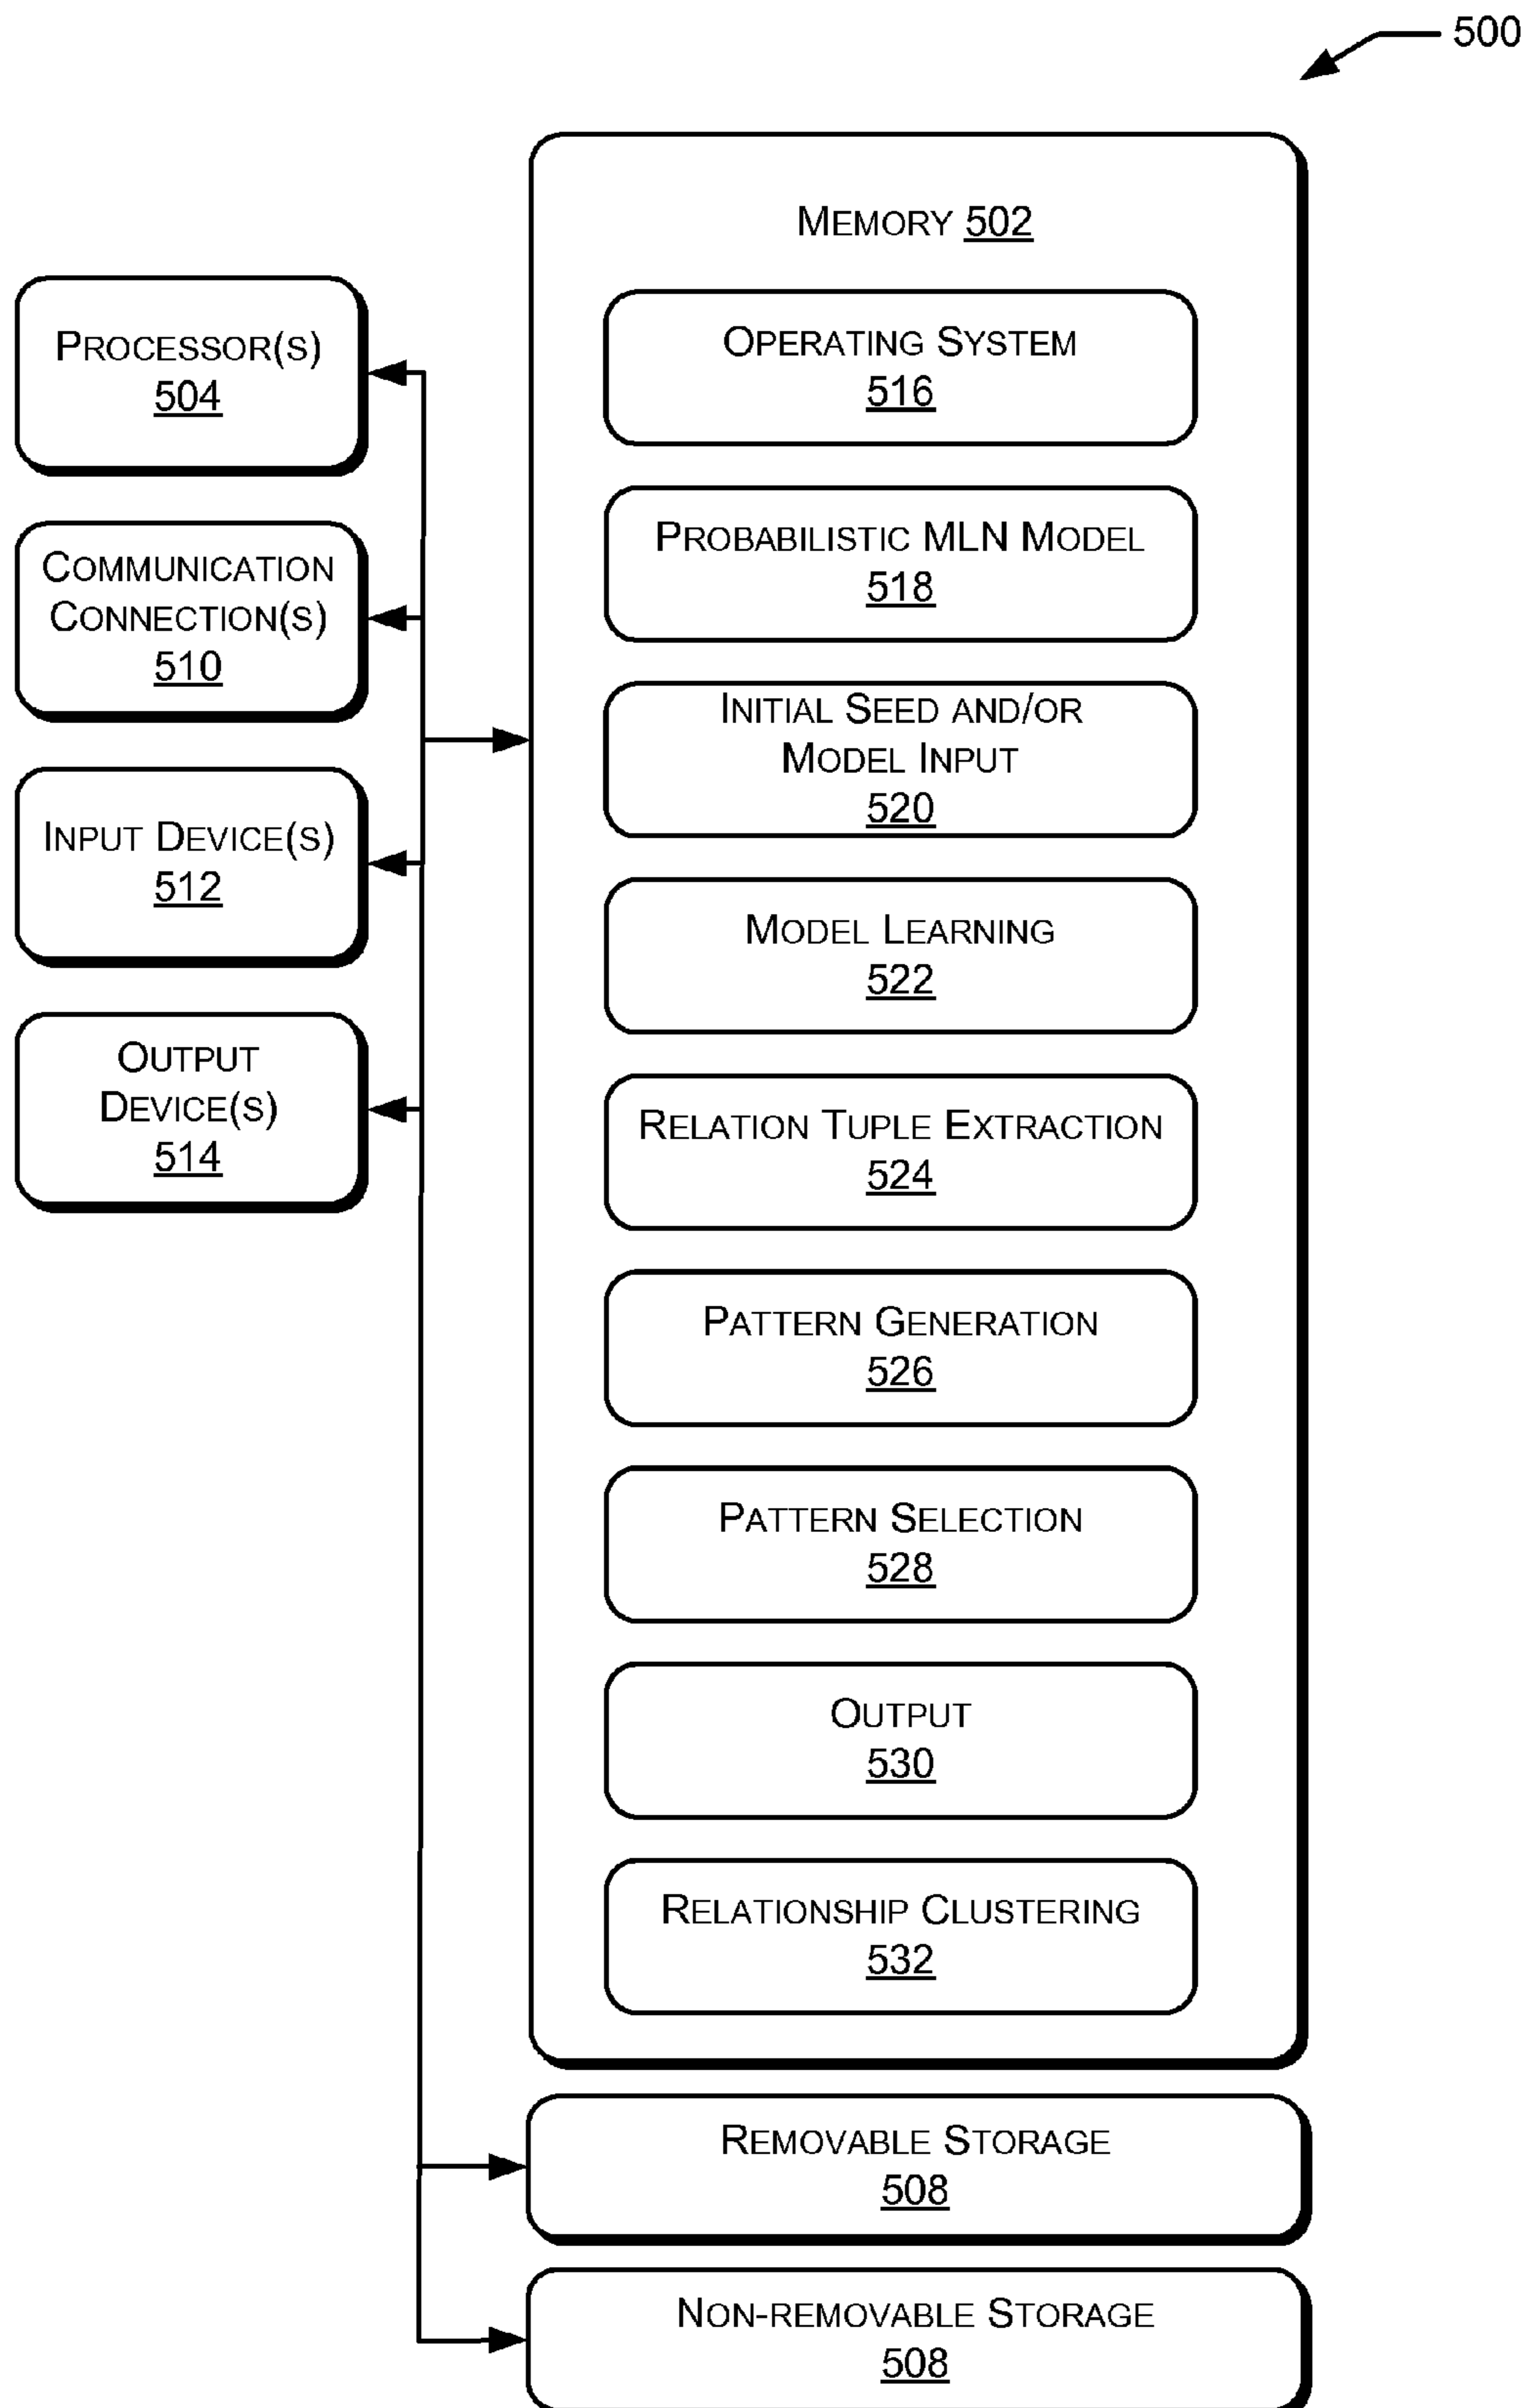 500
MEMORY 502
PROCESSOR(S)
504
COMMUNICATION
CONNECTION(S)
510
INPUT DEVICE(S)
512
OUTPUT
DEVICE(S)
514
OPERATING SYSTEM
516
PROBABILISTIC MLN MODEL
518
INITIAL SEED AND/OR
MODEL INPUT
520
MODEL LEARNING
522
RELATION TUPLE EXTRACTION
524
PATTERN GENERATION
526
PATTERN SELECTION
528
OUTPUT
530
RELATIONSHIP CLUSTERING
532
REMOVABLE STORAGE
508
NON-REMOVABLE STORAGE
508